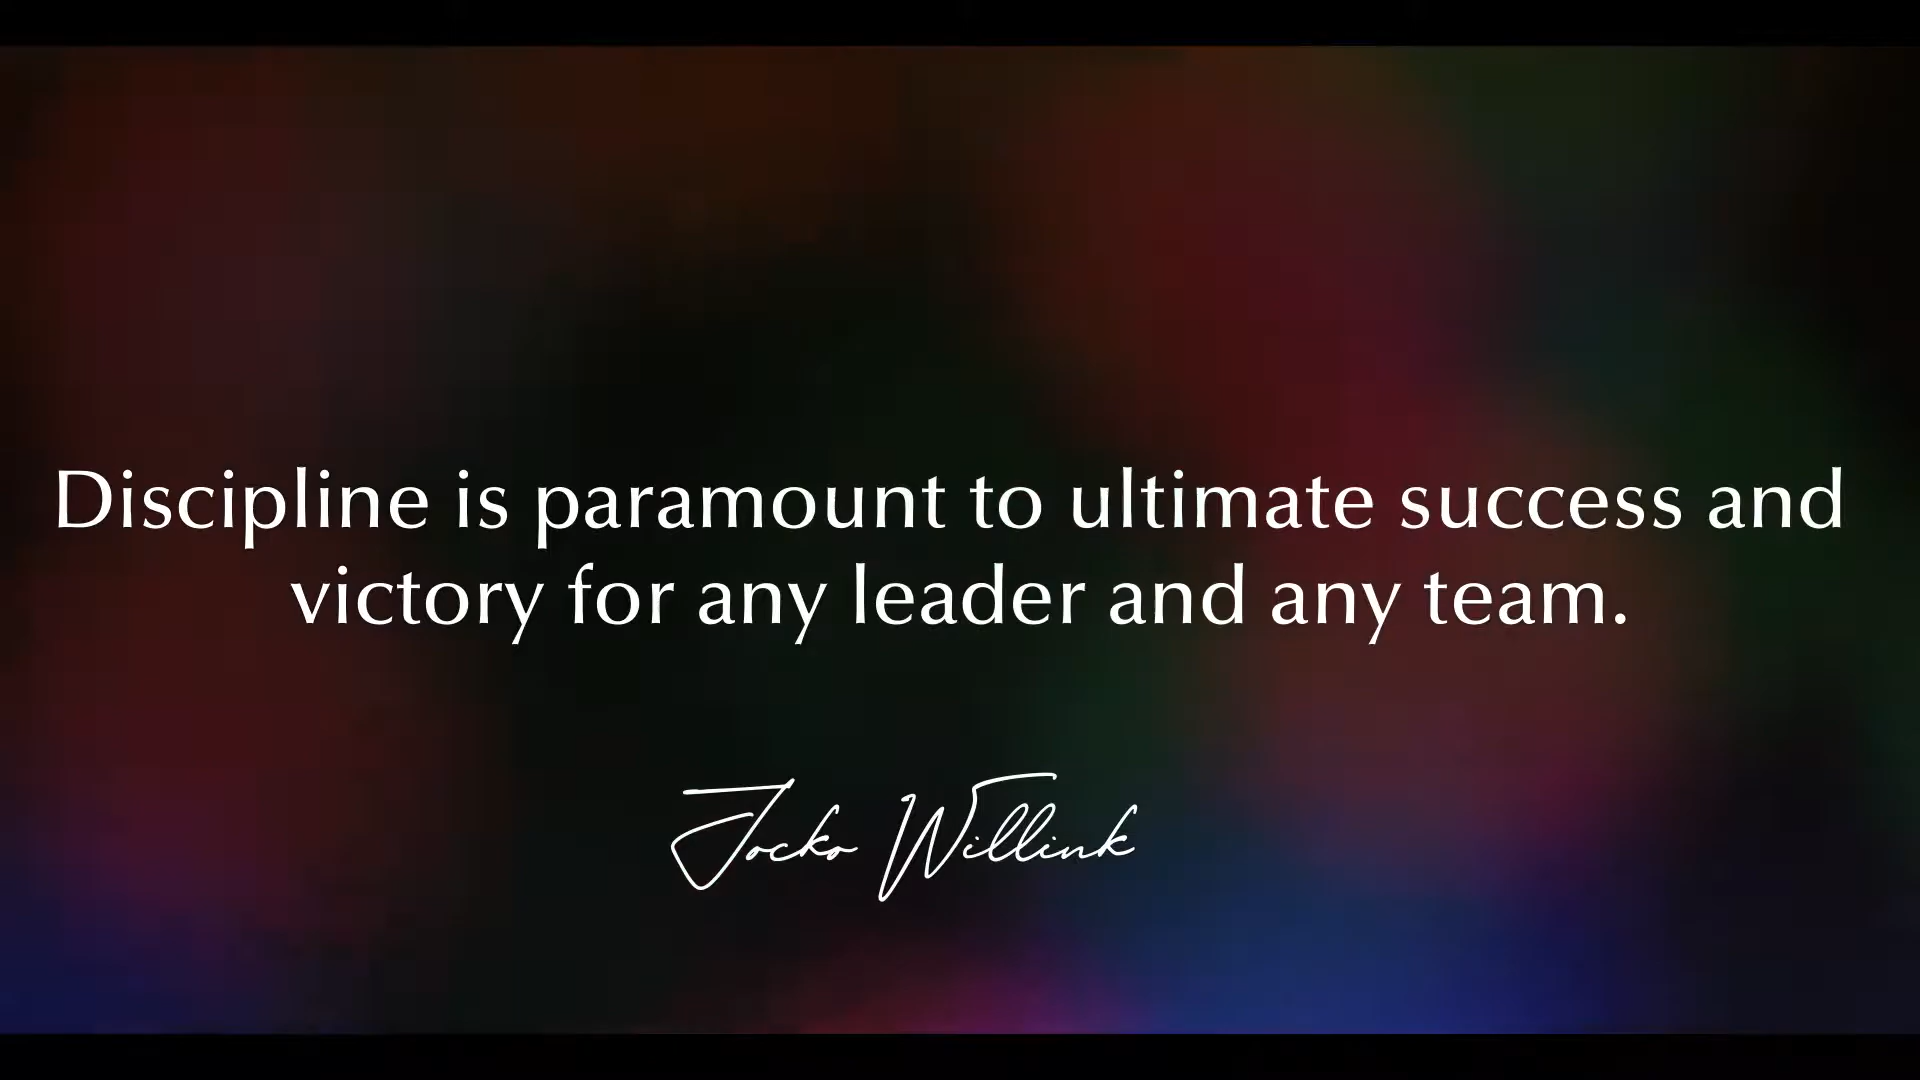 Discipline is paramount to ultimate success and
victory for any leader and any team.
Jocko Willink